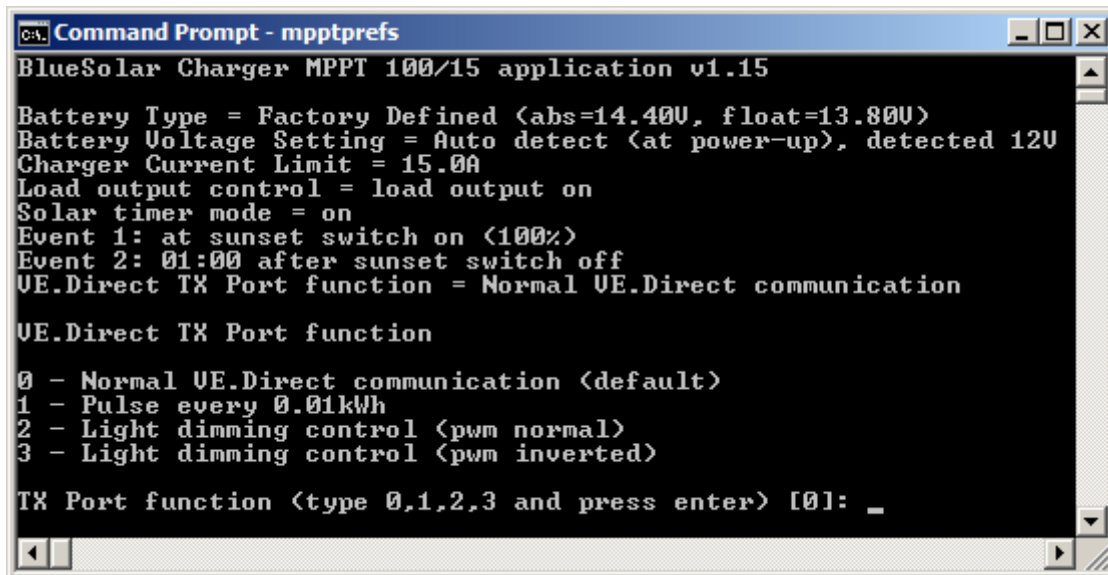 Command Prompt - mpptprefs
BlueSolar Charger MPPT 100/15 application v1.15
Battery Type = Factory Defined (abs=14.40V, float=13.80V)
Battery Voltage Setting = Auto detect (at power-up), detected 12V
Charger Current Limit = 15.0A
Load output control = load output on
Solar timer mode = on
Event 1: at sunset switch on (100%)
Event 2: 01:00 after sunset switch off
VE.Direct TX Port function = Normal VE.Direct communication
VE.Direct TX Port function
0 - Normal VE.Direct communication (default)
1 - Pulse every 0.01kWh
2 - Light dimming control (pwm normal)
3 - Light dimming control (pwm inverted)
TX Port function (type 0,1,2,3 and press enter) [0]: _